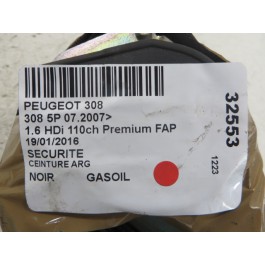 PEUGEOT 308
308 5P 07.2007>
1.6 HDi 110ch Premium FAP
19/01/2016
SECURITE
CEINTURE ARG
NOIR GASOIL
32553
1223